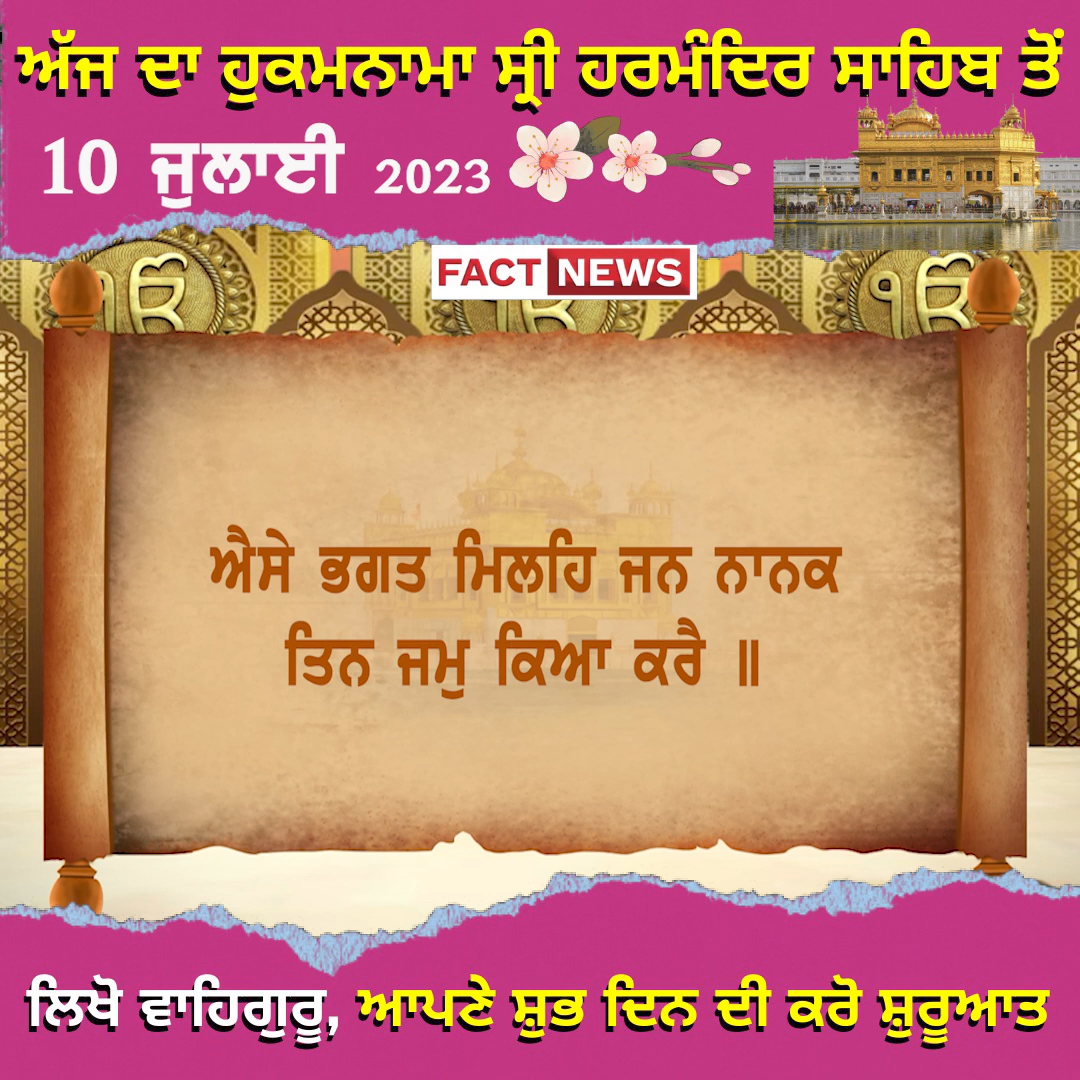 ਅੱਜ ਦਾ ਹੁਕਮਨਾਮਾ ਸ੍ਰੀ ਹਰਮੰਦਿਰ ਸਾਹਿਬ ਤੋਂ
10 ਜੁਲਾਈ 2023
FACT NEWS
ੴ ੴ
ਐਸੇ ਭਗਤ ਮਿਲਹਿ ਜਨ ਨਾਨਕ
ਤਿਨ ਜਮੁ ਕਿਆ ਕਰੈ ॥
ਲਿਖੋ ਵਾਹਿਗੁਰੂ, ਆਪਣੇ ਸ਼ੁਭ ਦਿਨ ਦੀ ਕਰੋ ਸ਼ੁਰੂਆਤ